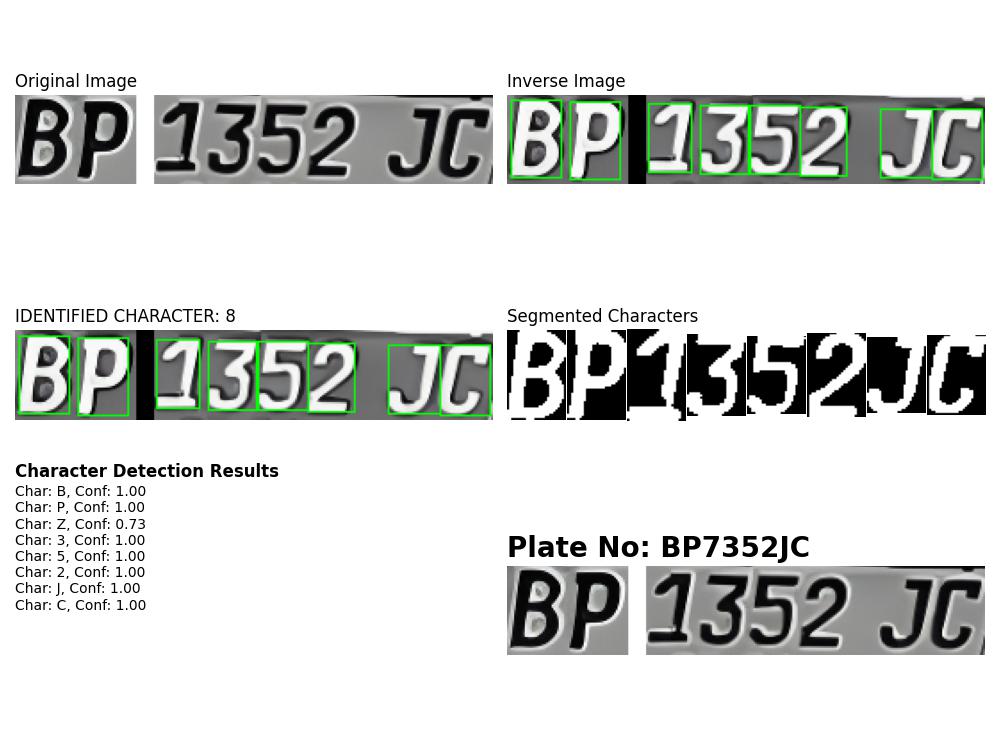 Original Image
BP 1352 JC
Inverse Image
BP 1352 JC
IDENTIFIED CHARACTER: 8
BP 1352 JC
Segmented Characters
BP1352JC
Character Detection Results
Char: B, Conf: 1.00
Char: P, Conf: 1.00
Char: Z, Conf: 0.73
Char: 3, Conf: 1.00
Char: 5, Conf: 1.00
Char: 2, Conf: 1.00
Char: J, Conf: 1.00
Char: C, Conf: 1.00
Plate No: BP7352JC
BP 1352 JC